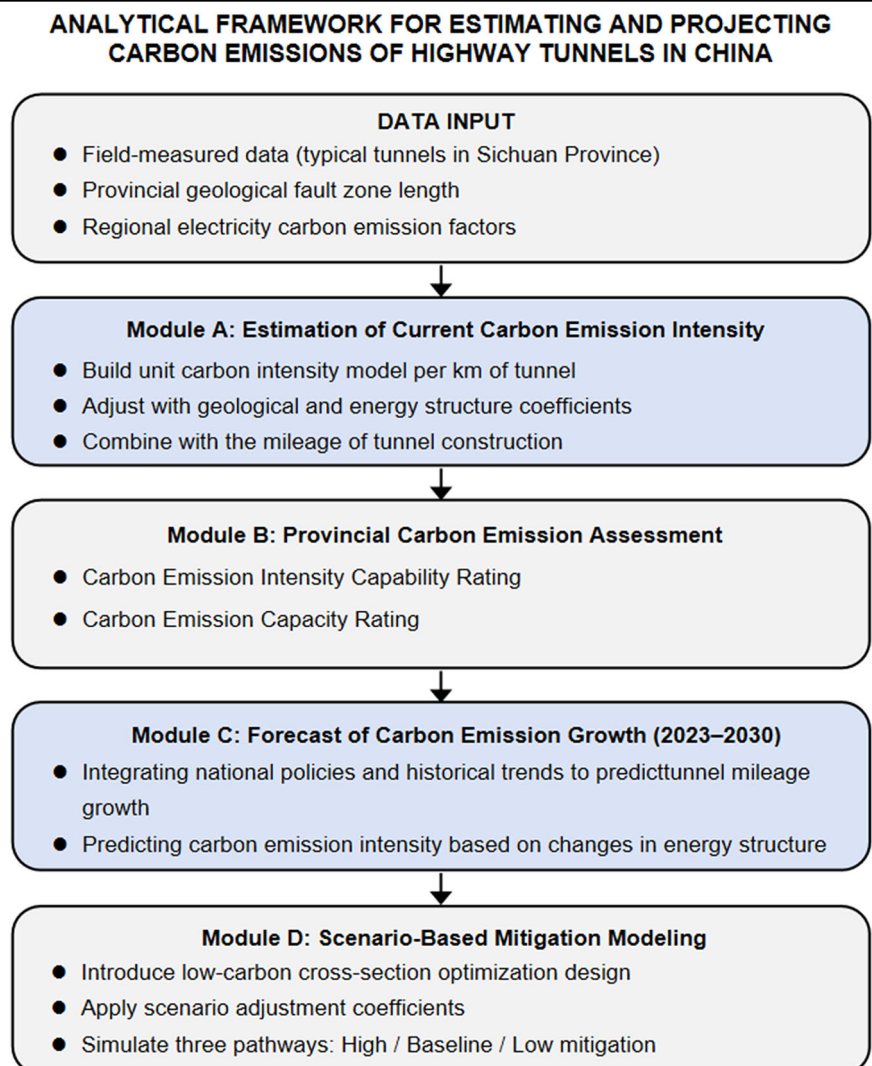 ANALYTICAL FRAMEWORK FOR ESTIMATING AND PROJECTING
CARBON EMISSIONS OF HIGHWAY TUNNELS IN CHINA
DATA INPUT
● Field-measured data (typical tunnels in Sichuan Province)
● Provincial geological fault zone length
● Regional electricity carbon emission factors
Module A: Estimation of Current Carbon Emission Intensity
● Build unit carbon intensity model per km of tunnel
● Adjust with geological and energy structure coefficients
● Combine with the mileage of tunnel construction
Module B: Provincial Carbon Emission Assessment
● Carbon Emission Intensity Capability Rating
● Carbon Emission Capacity Rating
Module C: Forecast of Carbon Emission Growth (2023–2030)
● Integrating national policies and historical trends to predicttunnel mileage
growth
● Predicting carbon emission intensity based on changes in energy structure
Module D: Scenario-Based Mitigation Modeling
● Introduce low-carbon cross-section optimization design
● Apply scenario adjustment coefficients
● Simulate three pathways: High / Baseline / Low mitigation